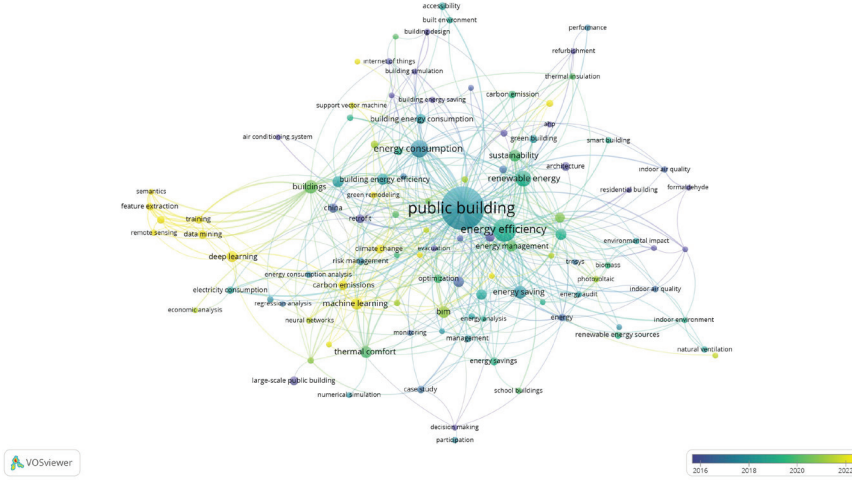 accessibility
built environment
building design
performance
refurbishment
internet of things
building simulation
thermal insulation
carbon emission
building energy saving
support vector machine
building energy consumption
ahp
air conditioning system
green building
smart building
energy consumption
sustainability
architecture
indoor air quality
building energy efficiency
renewable energy
buildings
residential building
formaldehyde
semantics
green remodeling
feature extraction
china
public building
training
retrofit
energy efficiency
remote sensing
data mining
environmental impact
climate change
evacuation
energy management
deep learning
risk management
trnsys
biomass
energy consumption analysis
optimization
photovoltaic
carbon emissions
electricity consumption
energy saving
indoor air quality
energy audit
regression analysis
machine learning
economic analysis
bim
neural networks
energy analysis
energy
indoor environment
monitoring
management
renewable energy sources
thermal comfort
natural ventilation
energy savings
large-scale public building
case study
numerical simulation
school buildings
decision making
participation
VOSviewer
2016 2018 2020 2022